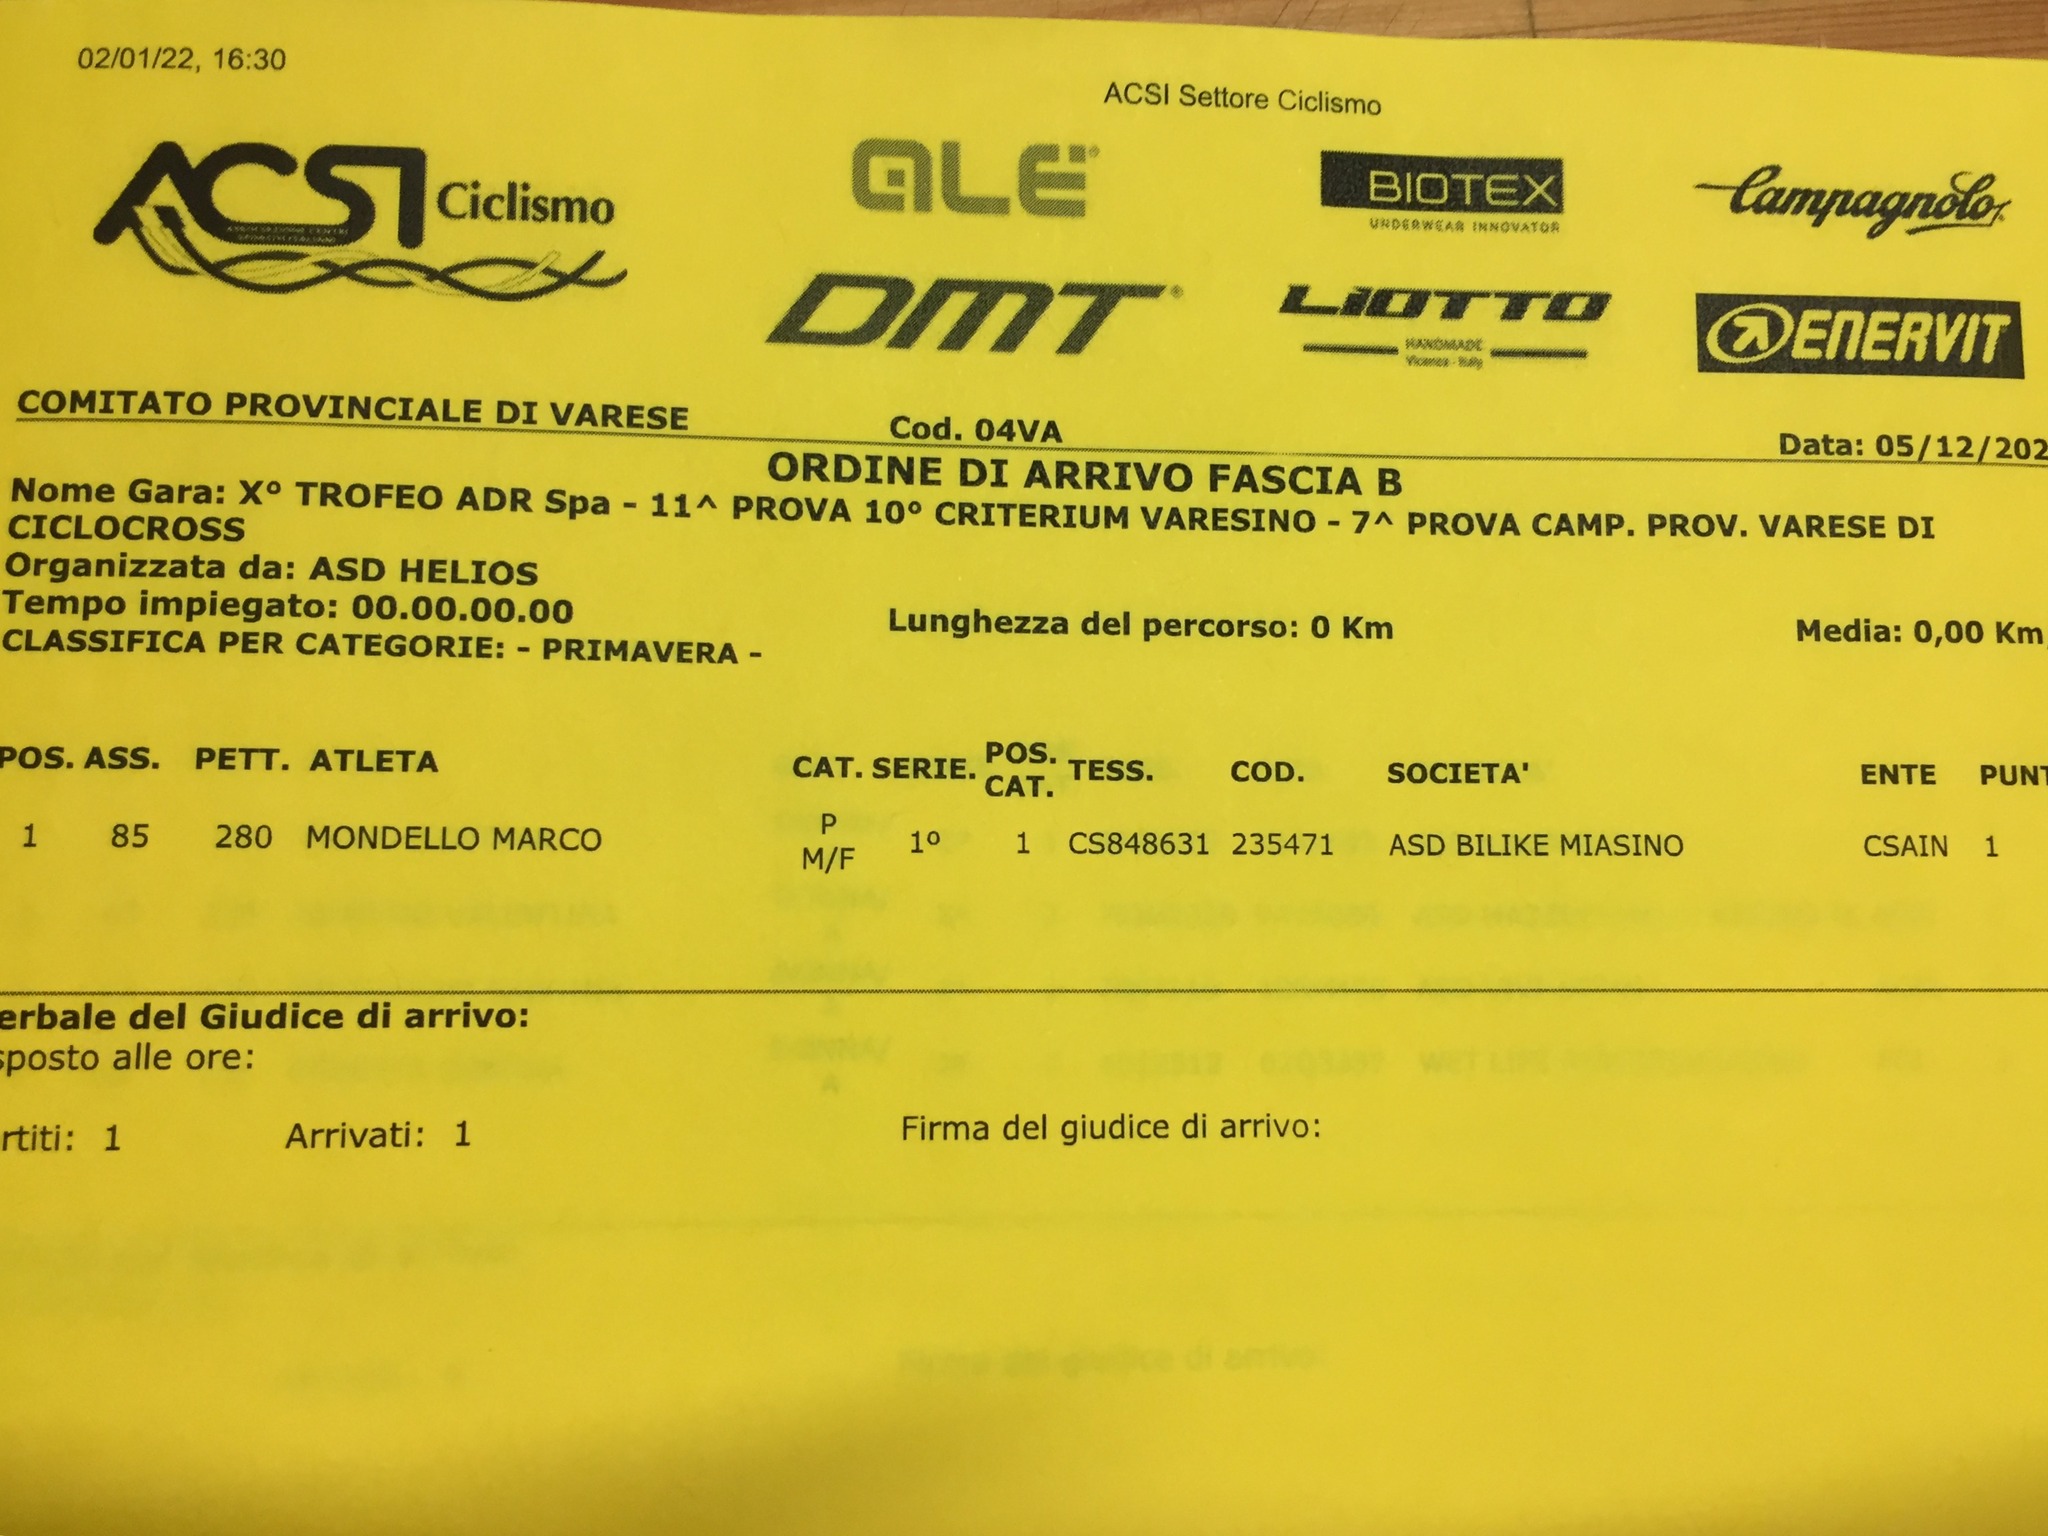 02/01/22, 16:30
ACSI Settore Ciclismo
ACSI Ciclismo
ALÉ
BIOTEX
UNDERWEAR INNOVATOR
Campagnolo
DMT
LIOTTO
HANDMADE
Vicenza - Italy
ENERVIT
COMITATO PROVINCIALE DI VARESE Cod. 04VA Data: 05/12/202
ORDINE DI ARRIVO FASCIA B
Nome Gara: X° TROFEO ADR Spa - 11^ PROVA 10° CRITERIUM VARESINO - 7^ PROVA CAMP. PROV. VARESE DI
CICLOCROSS
Organizzata da: ASD HELIOS
Tempo impiegato: 00.00.00.00 Lunghezza del percorso: 0 Km Media: 0,00 Km
CLASSIFICA PER CATEGORIE: - PRIMAVERA -
POS. ASS. PETT. ATLETA CAT. SERIE. POS. CAT. TESS. COD. SOCIETA' ENTE PUNT
1 85 280 MONDELLO MARCO P M/F 1° 1 CS848631 235471 ASD BILIKE MIASINO CSAIN 1
erbale del Giudice di arrivo:
sposto alle ore:
rtiti: 1 Arrivati: 1 Firma del giudice di arrivo: